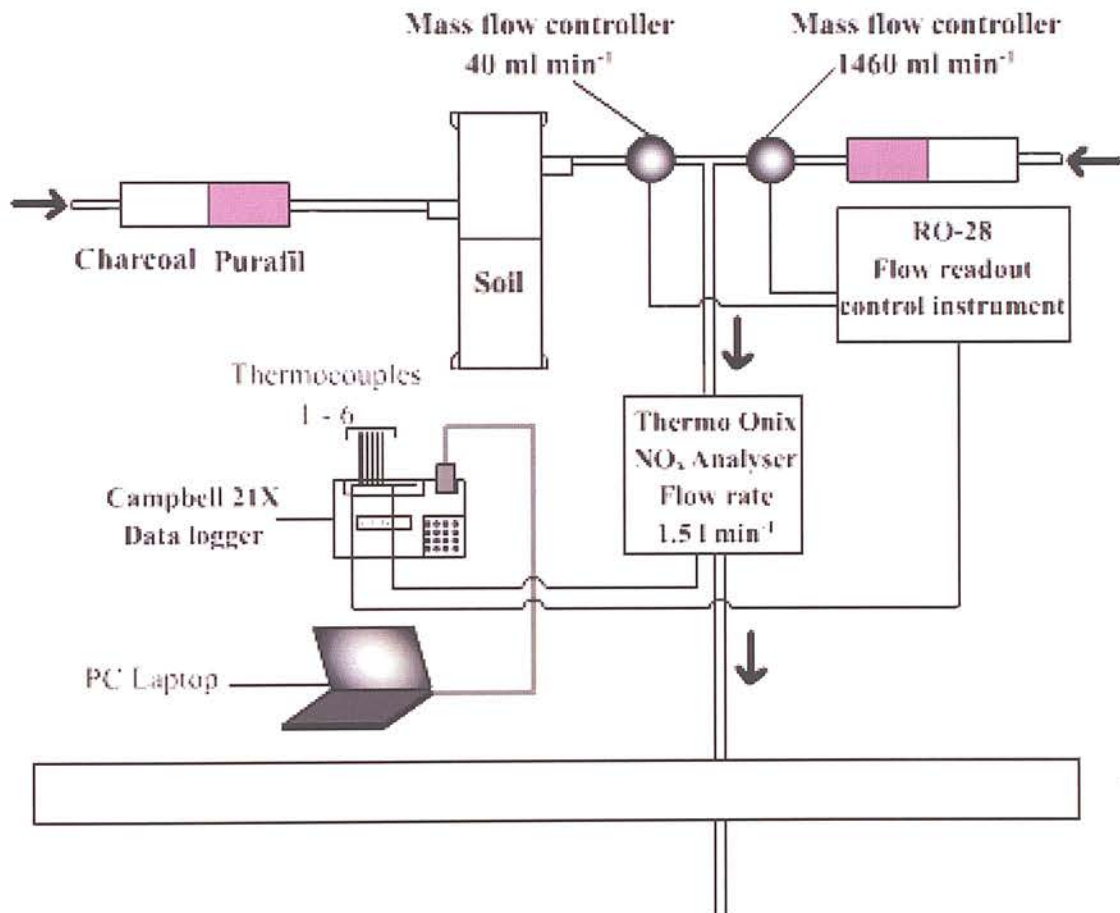 Mass flow controller
40 ml min⁻¹
Mass flow controller
1460 ml min⁻¹
Charcoal Purafil
Soil
RO-28
Flow readout
control instrument
Thermocouples
1 - 6
Thermo Onix
NOₓ Analyser
Flow rate
1.5 l min⁻¹
Campbell 21X
Data logger
PC Laptop